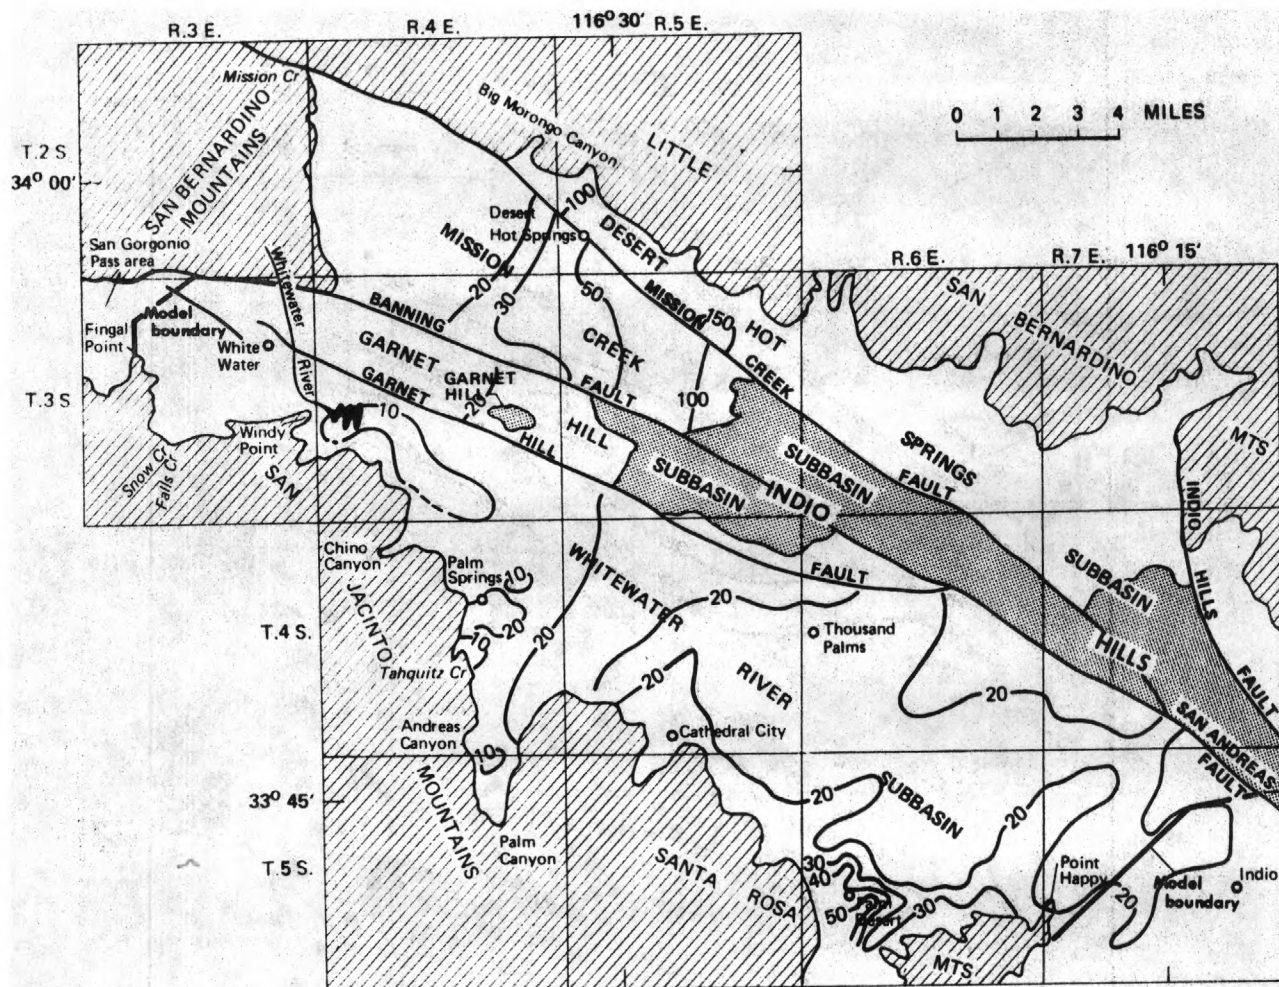 R.3 E.
R.4 E.
116° 30′
R.5 E.
Mission Cr
Big Morongo Canyon
LITTLE
0 1 2 3 4 MILES
T.2 S
34° 00′
SAN BERNARDINO
MOUNTAINS
100
Desert
Hot Springs
DESERT
MISSION
San Gorgonio
Pass area
Whitewater
River
R.6 E.
R.7 E.
116° 15′
SAN
BERNARDINO
MTS
20
30
50
MISSION
HOT
150
BANNING
Model
boundary
Fingal
Point
White
Water
GARNET
CREEK
CREEK
GARNET
GARNET
HILL
FAULT
100
T.3 S
10
20
HILL
HILL
Windy
Point
Snow Cr
Falls Cr
SAN
SUBBASIN
SUBBASIN
SPRINGS
FAULT
INDIO
INDIO
Chino
Canyon
Palm
Springs
10
WHITEWATER
FAULT
SUBBASIN
HILLS
JACINTO
20
20
20
T.4 S.
10
Thousand
Palms
HILLS
Tahquitz Cr
20
RIVER
20
FAULT
Andreas
Canyon
10
Cathedral City
SAN ANDREAS
FAULT
MOUNTAINS
33° 45′
20
SUBBASIN
20
Palm
Canyon
SANTA
ROSA
T.5 S.
30
40
50
30
Desert
Point
Happy
20
Model
boundary
Indio
MTS